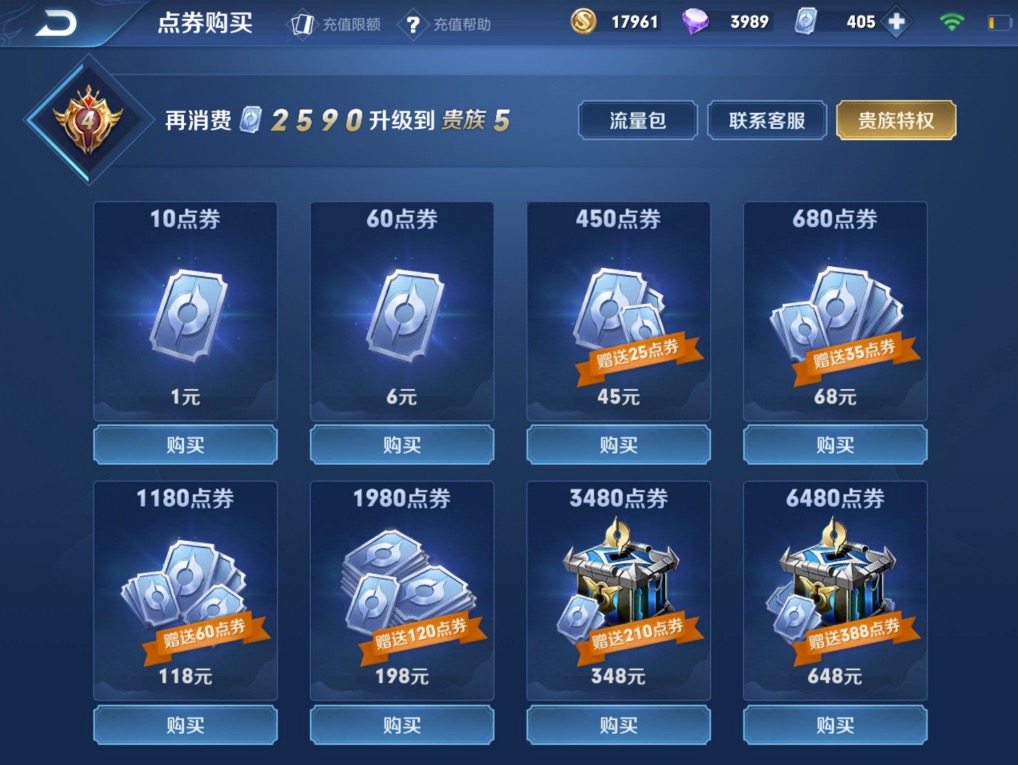 点券购买 充值限额 ? 充值帮助 17961 3989 405
4 再消费 2590升级到 贵族 5 流量包 联系客服 贵族特权
10点券 60点券 450点券 680点券
赠送25点券 赠送35点券
1元 6元 45元 68元
购买 购买 购买 购买
1180点券 1980点券 3480点券 6480点券
赠送60点券 赠送120点券 赠送210点券 赠送388点券
118元 198元 348元 648元
购买 购买 购买 购买